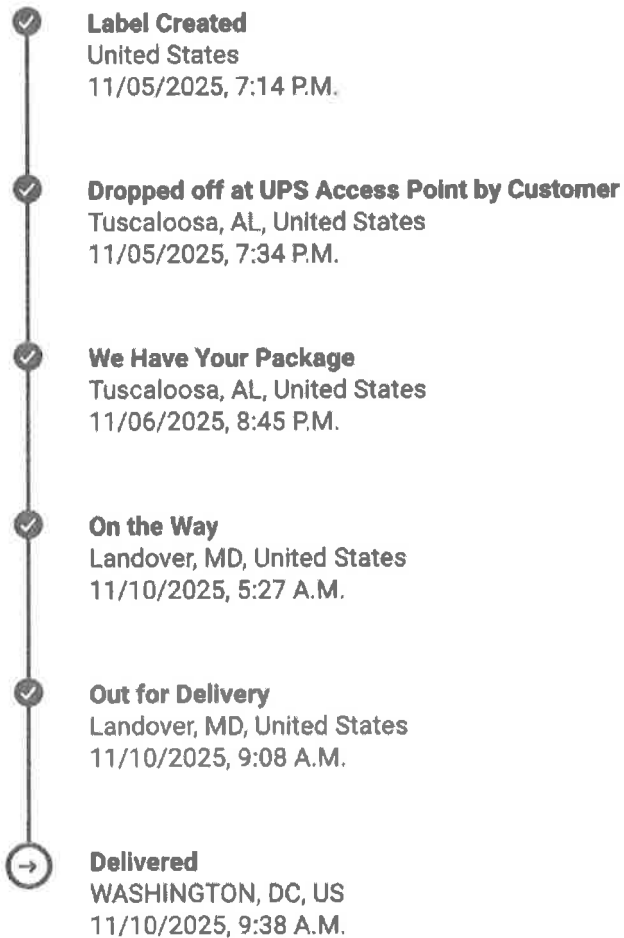 Label Created
United States
11/05/2025, 7:14 P.M.
Dropped off at UPS Access Point by Customer
Tuscaloosa, AL, United States
11/05/2025, 7:34 P.M.
We Have Your Package
Tuscaloosa, AL, United States
11/06/2025, 8:45 P.M.
On the Way
Landover, MD, United States
11/10/2025, 5:27 A.M.
Out for Delivery
Landover, MD, United States
11/10/2025, 9:08 A.M.
Delivered
WASHINGTON, DC, US
11/10/2025, 9:38 A.M.